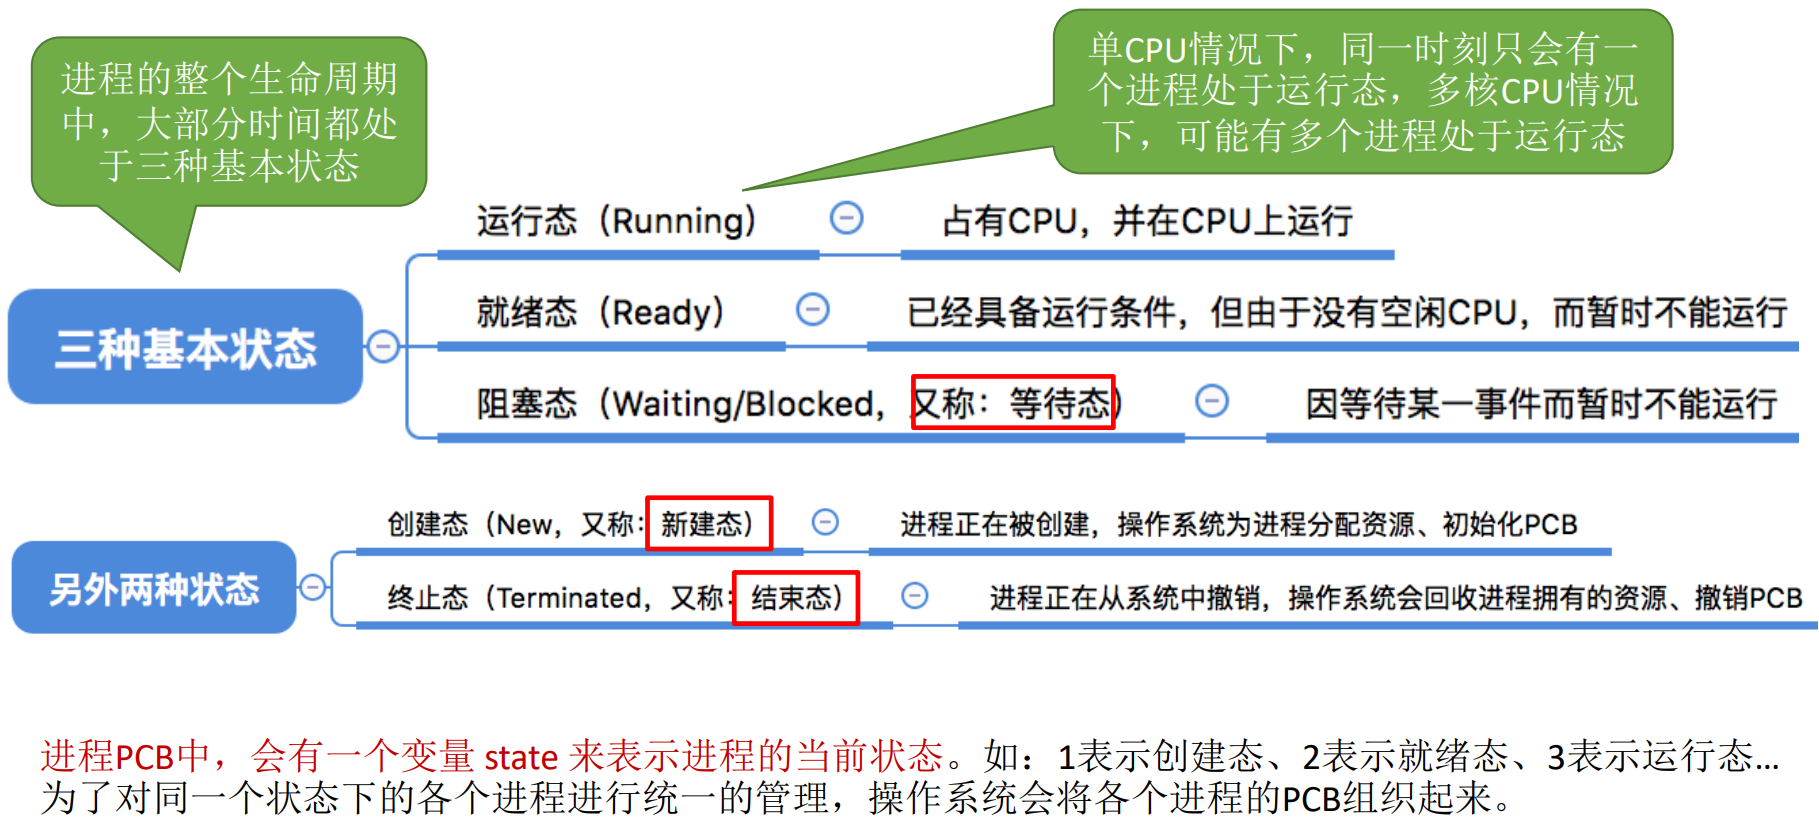 进程的整个生命周期
中，大部分时间都处
于三种基本状态
单CPU情况下，同一时刻只会有一
个进程处于运行态，多核CPU情况
下，可能有多个进程处于运行态
三种基本状态
运行态（Running）
占有CPU，并在CPU上运行
就绪态（Ready）
已经具备运行条件，但由于没有空闲CPU，而暂时不能运行
阻塞态（Waiting/Blocked，又称：等待态）
因等待某一事件而暂时不能运行
另外两种状态
创建态（New，又称：新建态）
进程正在被创建，操作系统为进程分配资源、初始化PCB
终止态（Terminated，又称：结束态）
进程正在从系统中撤销，操作系统会回收进程拥有的资源、撤销PCB
进程PCB中，会有一个变量 state 来表示进程的当前状态。如：1表示创建态、2表示就绪态、3表示运行态...
为了对同一个状态下的各个进程进行统一的管理，操作系统会将各个进程的PCB组织起来。